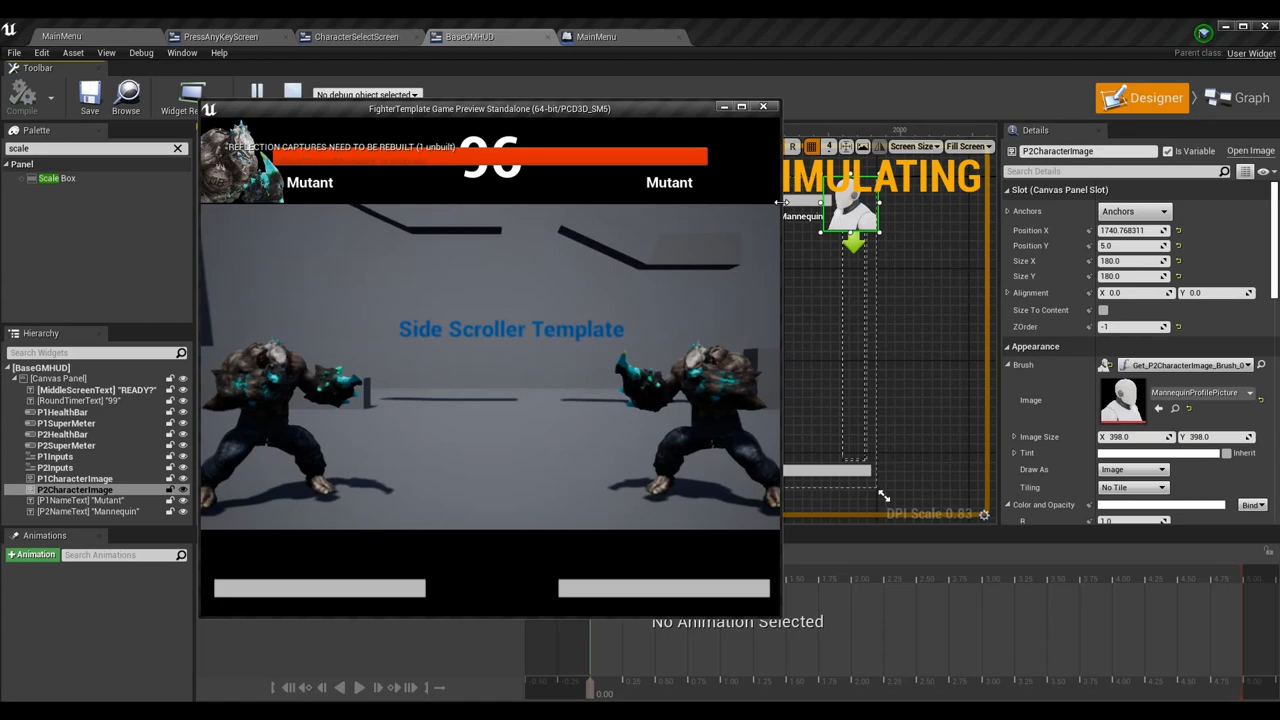 MainMenu
PressAnyKeyScreen
CharacterSelectScreen
BaseGMHUD
MainMenu
File Edit Asset View Debug Window Help
Parent class: User Widget
Toolbar
Compile
Save
Browse
No debug object selected
Designer
Graph
FighterTemplate Game Preview Standalone (64-bit/PCD3D_SM5)
REFLECTION CAPTURES NEED TO BE REBUILT (1 unbuilt)
96
Mutant
Mutant
Side Scroller Template
Palette
scale
Panel
Scale Box
Hierarchy
Search Widgets
[BaseGMHUD]
[Canvas Panel]
[MiddleScreenText] "READY?"
[RoundTimerText] "99"
P1HealthBar
P1SuperMeter
P2HealthBar
P2SuperMeter
P1Inputs
P2Inputs
P1CharacterImage
P2CharacterImage
[P1NameText] "Mutant"
[P2NameText] "Mannequin"
Animations
+Animation
Search Animations
2000
R
4
Screen Size
Fill Screen
IMULATING
Mannequin
DPI Scale 0.83
Details
P2CharacterImage
Is Variable
Open Image
Search Details
Slot (Canvas Panel Slot)
Anchors
Anchors
Position X 1740.768311
Position Y 5.0
Size X 180.0
Size Y 180.0
Alignment X 0.0 Y 0.0
Size To Content
ZOrder -1
Appearance
Brush Get_P2CharacterImage_Brush_0
Image MannequinProfilePicture
Image Size X 398.0 Y 398.0
Tint Inherit
Draw As Image
Tiling No Tile
Color and Opacity Bind
R 1.0
No Animation Selected
0.00